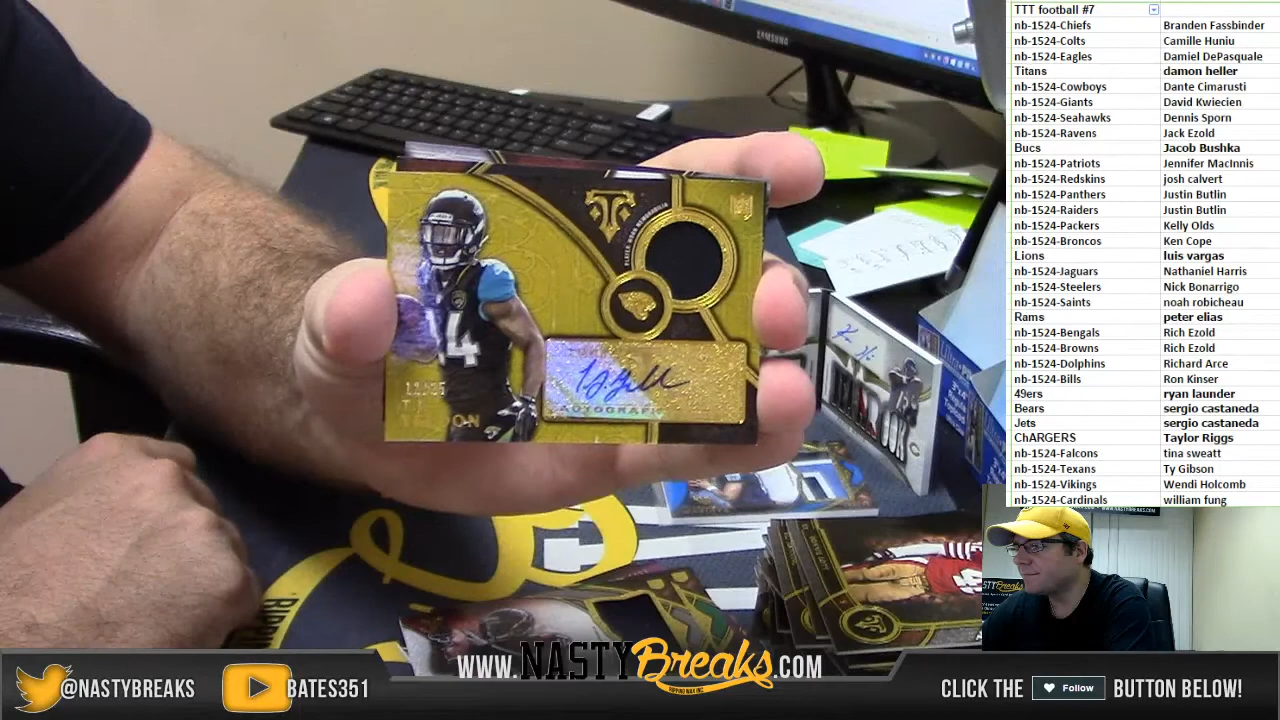 TTT football #7
nb-1524-Chiefs Branden Fassbinder
nb-1524-Colts Camille Huniu
nb-1524-Eagles Damiel DePasquale
Titans damon heller
nb-1524-Cowboys Dante Cimarusti
nb-1524-Giants David Kwiecien
nb-1524-Seahawks Dennis Sporn
nb-1524-Ravens Jack Ezold
Bucs Jacob Bushka
nb-1524-Patriots Jennifer MacInnis
nb-1524-Redskins josh calvert
nb-1524-Panthers Justin Butlin
nb-1524-Raiders Justin Butlin
nb-1524-Packers Kelly Olds
nb-1524-Broncos Ken Cope
Lions luis vargas
nb-1524-Jaguars Nathaniel Harris
nb-1524-Steelers Nick Bonarrigo
nb-1524-Saints noah robicheau
Rams peter elias
nb-1524-Bengals Rich Ezold
nb-1524-Browns Rich Ezold
nb-1524-Dolphins Richard Arce
nb-1524-Bills Ron Kinser
49ers ryan launder
Bears sergio castaneda
Jets sergio castaneda
ChARGERS Taylor Riggs
nb-1524-Falcons tina sweatt
nb-1524-Texans Ty Gibson
nb-1524-Vikings Wendi Holcomb
nb-1524-Cardinals william fung
SAMSUNG
PLAYER WORN MEMORABILIA
@NASTYBREAKS
BATES351
WWW.NASTYBreaks.COM
RIPPING WAX INC
CLICK THE Follow BUTTON BELOW!